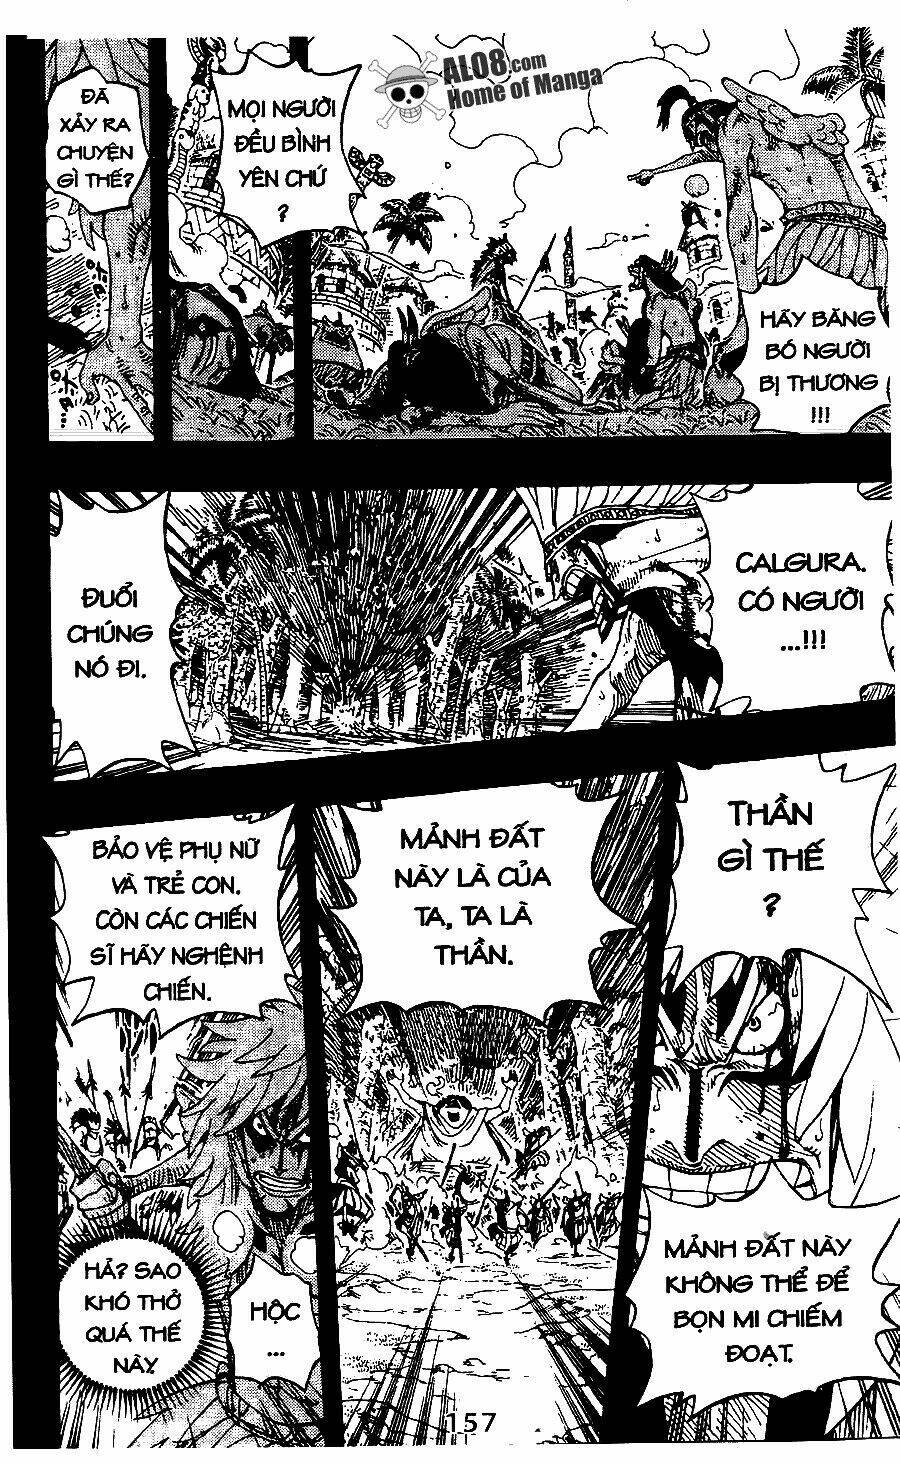 AL08.com
Home of Manga
HÃY BĂNG
BÓ NGƯỜI
BỊ THƯƠNG
!!!
MỌI NGƯỜI
ĐỀU BÌNH
YÊN CHỨ
?
ĐÃ
XẢY RA
CHUYỆN
GÌ THẾ?
CALGURA.
CÓ NGƯỜI
...!!!
ĐUỔI
CHÚNG
NÓ ĐI.
THẦN
GÌ THẾ
?
MẢNH ĐẤT NÀY
KHÔNG THỂ ĐỂ
BỌN MI CHIẾM
ĐOẠT.
MẢNH ĐẤT
NÀY LÀ CỦA
TA, TA LÀ
THẦN.
BẢO VỆ PHỤ NỮ
VÀ TRẺ CON.
CÒN CÁC CHIẾN
SĨ HÃY NGHỆNH
CHIẾN.
HỘC
...
HẢ? SAO
KHÓ THỞ
QUÁ THẾ
NÀY.
157